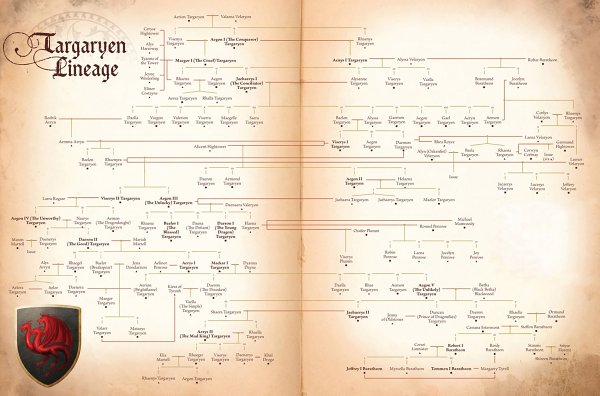 Targaryen
Lineage
Aerion Targaryen
Valaena Velaryon
Ceryse Hightower
Alys Harroway
Tyanna of the Tower
Jeyne Westerling
Elinor Costayne
Visenya Targaryen
Aegon I (The Conqueror) Targaryen
Rhaenys Targaryen
Maegor I (The Cruel) Targaryen
Aenys I Targaryen
Alyssa Velaryon
Robar Baratheon
Rhaena Targaryen
Aegon Targaryen
Jaehaerys I (The Conciliator) Targaryen
Alysanne Targaryen
Viserys Targaryen
Vaella Targaryen
Boremund Baratheon
Jocelyn Baratheon
Aerea Targaryen
Rhalla Targaryen
Rodrik Arryn
Daella Targaryen
Vaegon Targaryen
Valerion Targaryen
Viserra Targaryen
Maegelle Targaryen
Saera Targaryen
Baelon Targaryen
Alyssa Targaryen
Gaemon Targaryen
Aegon Targaryen
Gael Targaryen
Aemon Targaryen
Corlys Velaryon
Rhaenys Targaryen
Aemma Arryn
Alicent Hightower
Viserys I Targaryen
Aegon Targaryen
Daemon Targaryen
Rhea Royce
Laena Velaryon
Baelon Targaryen
Rhaenyra Targaryen
Alyn (Oakenfist) Velaryon
Baela Targaryen
Rhaena Targaryen
Corwyn Corbray
Garmund Hightower
Laenor Velaryon
Issue
Daeron Targaryen
Aemond Targaryen
Aegon II Targaryen
Helaena Targaryen
Jacaerys Velaryon
Lucerys Velaryon
Joffrey Velaryon
Jaehaera Targaryen
Jaehaerys Targaryen
Maelor Targaryen
Larra Rogare
Viserys II Targaryen
Aegon III (The Unlucky) Targaryen
Daenaera Velaryon
Aegon IV (The Unworthy) Targaryen
Naerys Targaryen
Aemon (The Dragonknight) Targaryen
Rhaena Targaryen
Baelor I (The Blessed) Targaryen
Daena (The Defiant) Targaryen
Daeron I (The Young Dragon) Targaryen
Elaena Targaryen
Michael Manwoody
Ossifer Plumm
Ronnel Penrose
Maron Martell
Daenerys Targaryen
Daeron II (The Good) Targaryen
Mariah Martell
Viserys Plumm
Robin Penrose
Laena Penrose
Jocelyn Penrose
Alys Arryn
Rhaegel Targaryen
Baelor (Breakspear) Targaryen
Jena Dondarrion
Aelinor Penrose
Aerys I Targaryen
Maekar I Targaryen
Dyanna Dayne
Aelora Targaryen
Aelor Targaryen
Daenora Targaryen
Aerion (Brightflame) Targaryen
Kiera of Tyrosh
Daeron (The Drunken) Targaryen
Daella Targaryen
Rhae Targaryen
Aemon Targaryen
Aegon V (The Unlikely) Targaryen
Betha (Black Betha) Blackwood
Maegor Targaryen
Vaella (The Simple) Targaryen
Shaera Targaryen
Jaehaerys II Targaryen
Jenny of Oldstones
Duncan (Prince of Dragonflies) Targaryen
Daeron Targaryen
Rhaelle Targaryen
Ormund Baratheon
Valarr Targaryen
Matarys Targaryen
Aerys II (The Mad King) Targaryen
Rhaella Targaryen
Cassana Estermont
Steffon Baratheon
Elia Martell
Rhaegar Targaryen
Viserys Targaryen
Daenerys Targaryen
Khal Drogo
Cersei Lannister
Robert I Baratheon
Renly Baratheon
Stannis Baratheon
Selyse Florent
Shireen Baratheon
Rhaenys Targaryen
Aegon Targaryen
Joffrey I Baratheon
Myrcella Baratheon
Tommen I Baratheon
Margaery Tyrell